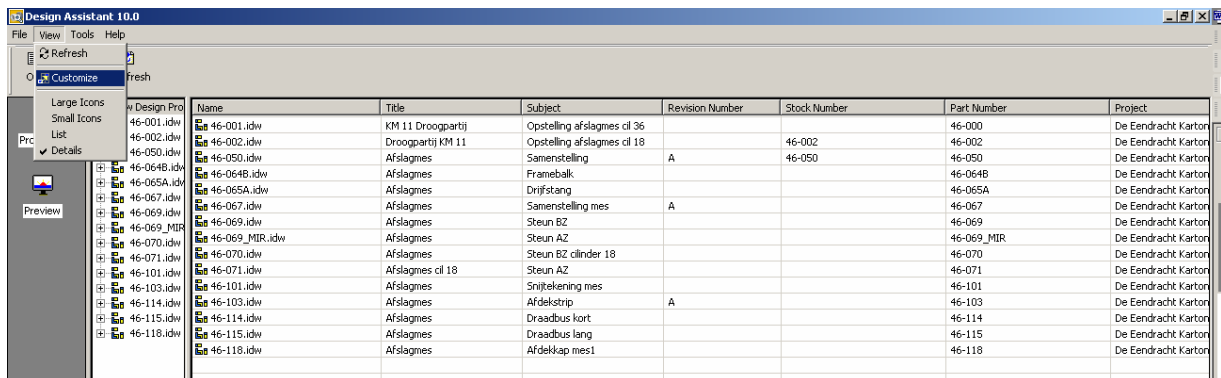 Design Assistant 10.0
File View Tools Help
Refresh
Customize
Large Icons
Small Icons
List
Details
fresh
Preview
w Design Pro
46-001.idw
46-002.idw
46-050.idw
46-064B.idw
46-065A.idw
46-067.idw
46-069.idw
46-069_MIR
46-070.idw
46-071.idw
46-101.idw
46-103.idw
46-114.idw
46-115.idw
46-118.idw
Name Title Subject Revision Number Stock Number Part Number Project
46-001.idw KM 11 Droogpartij Opstelling afslagmes cil 36 46-000 De Eendracht Karton
46-002.idw Droogpartij KM 11 Opstelling afslagmes cil 18 46-002 46-002 De Eendracht Karton
46-050.idw Afslagmes Samenstelling A 46-050 46-050 De Eendracht Karton
46-064B.idw Afslagmes Framebalk 46-064B De Eendracht Karton
46-065A.idw Afslagmes Drijfstang 46-065A De Eendracht Karton
46-067.idw Afslagmes Samenstelling mes A 46-067 De Eendracht Karton
46-069.idw Afslagmes Steun BZ 46-069 De Eendracht Karton
46-069_MIR.idw Afslagmes Steun AZ 46-069_MIR De Eendracht Karton
46-070.idw Afslagmes Steun BZ cilinder 18 46-070 De Eendracht Karton
46-071.idw Afslagmes cil 18 Steun AZ 46-071 De Eendracht Karton
46-101.idw Afslagmes Snijtekening mes 46-101 De Eendracht Karton
46-103.idw Afslagmes Afdekstrip A 46-103 De Eendracht Karton
46-114.idw Afslagmes Draadbus kort 46-114 De Eendracht Karton
46-115.idw Afslagmes Draadbus lang 46-115 De Eendracht Karton
46-118.idw Afslagmes Afdekkap mes1 46-118 De Eendracht Karton